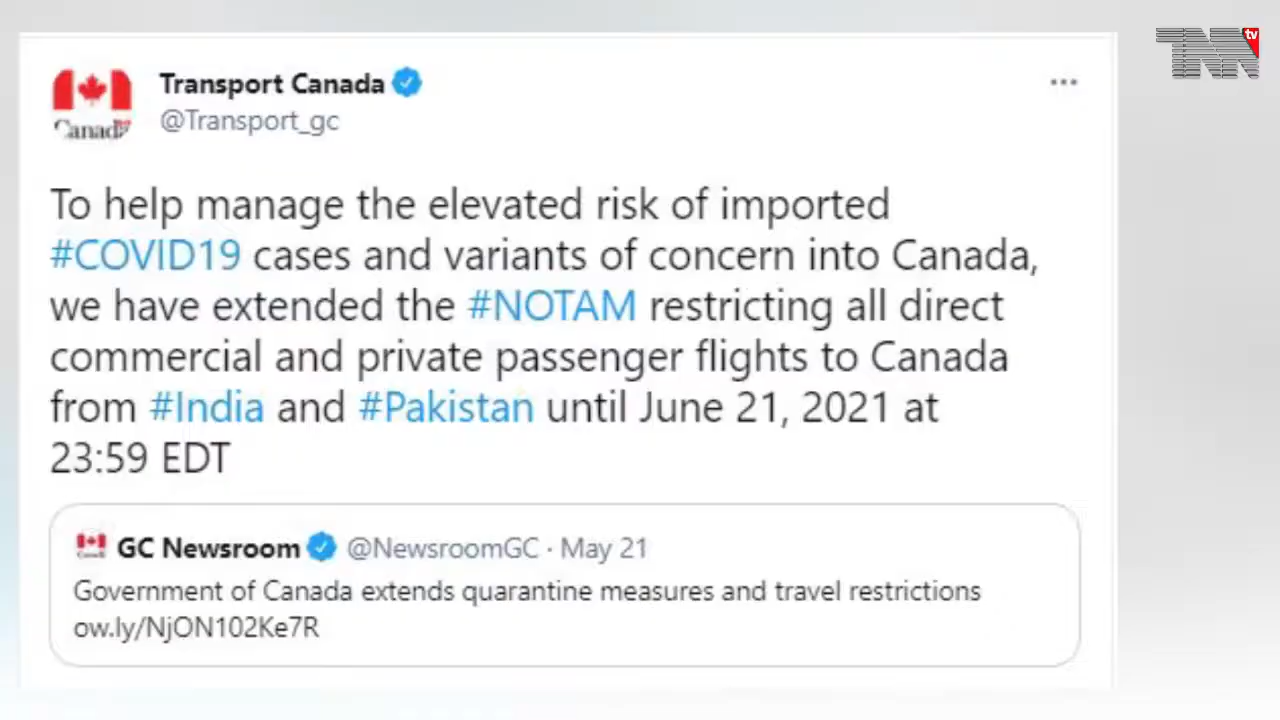 TNN tv
Transport Canada
@Transport_gc
Canada
To help manage the elevated risk of imported
#COVID19 cases and variants of concern into Canada,
we have extended the #NOTAM restricting all direct
commercial and private passenger flights to Canada
from #India and #Pakistan until June 21, 2021 at
23:59 EDT
GC Newsroom @NewsroomGC · May 21
Government of Canada extends quarantine measures and travel restrictions
ow.ly/NjON102Ke7R